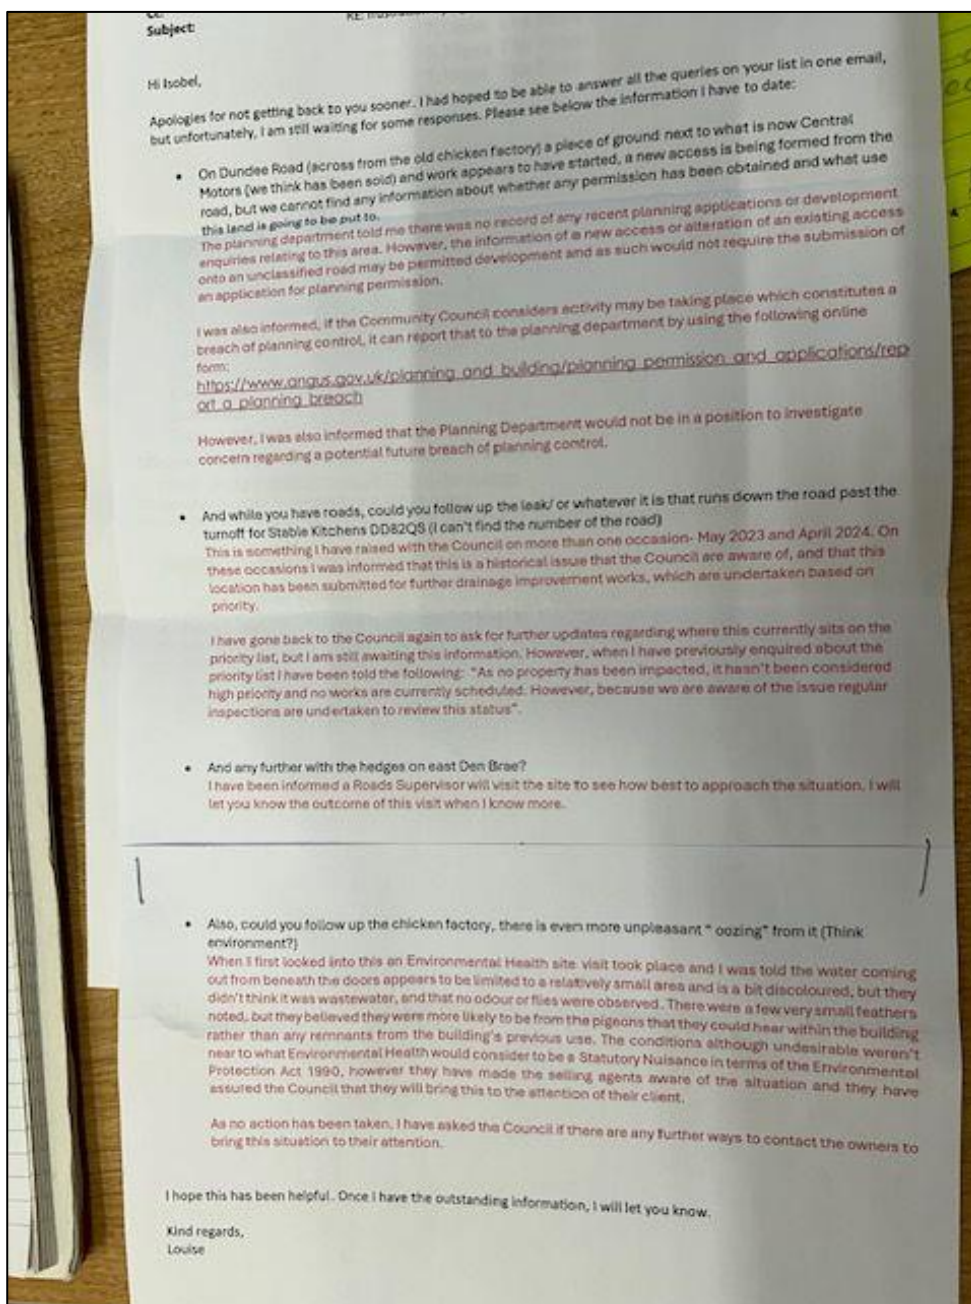 Subject:
Hi Isobel,
Apologies for not getting back to you sooner. I had hoped to be able to answer all the queries on your list in one email,
but unfortunately, I am still waiting for some responses. Please see below the information I have to date:
• On Dundee Road (across from the old chicken factory) a piece of ground next to what is now Central
Motors (we think has been sold) and work appears to have started, a new access is being formed from the
road, but we cannot find any information about whether any permission has been obtained and what use
this land is going to be put to.
The planning department told me there was no record of any recent planning applications or development
enquiries relating to this area. However, the information of a new access or alteration of an existing access
onto an unclassified road may be permitted development and as such would not require the submission of
an application for planning permission.
I was also informed, if the Community Council considers activity may be taking place which constitutes a
breach of planning control, it can report that to the planning department by using the following online
form:
https://www.angus.gov.uk/planning_and_building/planning_permission_and_applications/rep
ort_a_planning_breach
However, I was also informed that the Planning Department would not be in a position to investigate
concern regarding a potential future breach of planning control.
• And while you have roads, could you follow up the leak/ or whatever it is that runs down the road past the
turnoff for Stable Kitchens DD82QS (I can't find the number of the road)
This is something I have raised with the Council on more than one occasion- May 2023 and April 2024. On
these occasions I was informed that this is a historical issue that the Council are aware of, and that this
location has been submitted for further drainage improvement works, which are undertaken based on
priority.
I have gone back to the Council again to ask for further updates regarding where this currently sits on the
priority list, but I am still awaiting this information. However, when I have previously enquired about the
priority list I have been told the following: "As no property has been impacted, it hasn't been considered
high priority and no works are currently scheduled. However, because we are aware of the issue regular
inspections are undertaken to review this status".
• And any further with the hedges on east Den Brae?
I have been informed a Roads Supervisor will visit the site to see how best to approach the situation. I will
let you know the outcome of this visit when I know more.
• Also, could you follow up the chicken factory, there is even more unpleasant " oozing" from it (Think
environment?)
When I first looked into this an Environmental Health site visit took place and I was told the water coming
out from beneath the doors appears to be limited to a relatively small area and is a bit discoloured, but they
didn't think it was wastewater, and that no odour or flies were observed. There were a few very small feathers
noted, but they believed they were more likely to be from the pigeons that they could hear within the building
rather than any remnants from the building's previous use. The conditions although undesirable weren't
near to what Environmental Health would consider to be a Statutory Nuisance in terms of the Environmental
Protection Act 1990, however they have made the selling agents aware of the situation and they have
assured the Council that they will bring this to the attention of their client.
As no action has been taken, I have asked the Council if there are any further ways to contact the owners to
bring this situation to their attention.
I hope this has been helpful. Once I have the outstanding information, I will let you know.
Kind regards,
Louise